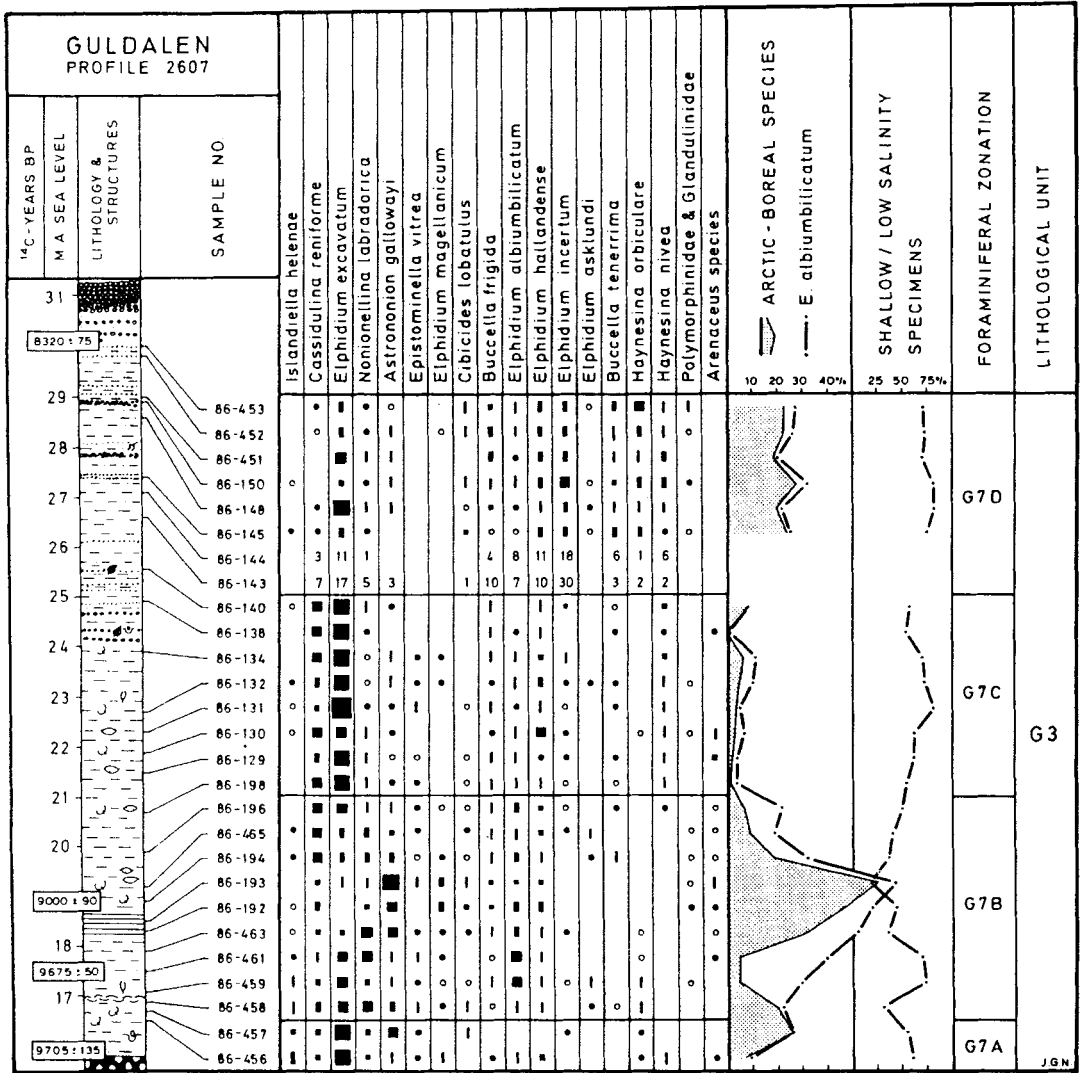 GULDALEN
PROFILE 2607
14C-YEARS BP
M A SEA LEVEL
LITHOLOGY & STRUCTURES
SAMPLE NO.
Islandiella helenae
Cassidulina reniforme
Elphidium excavatum
Nonionellina labradorica
Astrononion gallowayi
Epistominella vitrea
Elphidium magellanicum
Cibicides lobatulus
Buccella frigida
Elphidium albiumbilicatum
Elphidium hallandense
Elphidium incertum
Elphidium asklundi
Buccella tenerrima
Haynesina arbiculare
Haynesina nivea
Polymorphinidae & Glandulinidae
Arenaceus species
ARCTIC-BOREAL SPECIES
E. albiumbilicatum
SHALLOW / LOW SALINITY
SPECIMENS
FORAMINIFERAL ZONATION
LITHOLOGICAL UNIT
10 20 30 40%
25 50 75%
31
8320 ± 75
29
28
27
26
25
24
23
22
21
20
9000 ± 90
18
9675 ± 50
17
9705 ± 135
86-453
86-452
86-451
86-150
86-148
86-145
86-144 3 11 1 4 8 11 18 6 1 6
86-143 7 17 5 3 1 10 7 10 30 3 2 2
86-140
86-138
86-134
86-132
86-131
86-130
86-129
86-198
86-196
86-465
86-194
86-193
86-192
86-463
86-461
86-459
86-458
86-457
86-456
G7D
G7C
G7B
G7A
G3
J.G.N